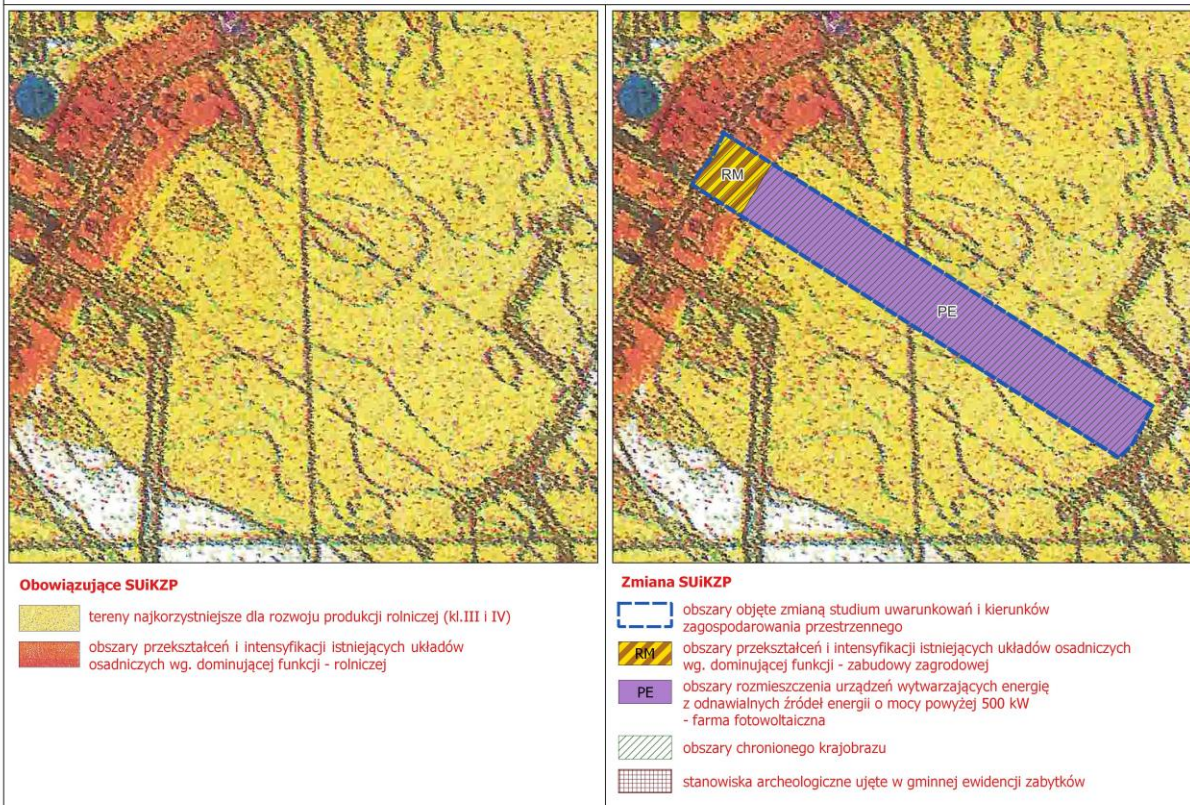 RM
PE
Obowiązujące SUiKZP
tereny najkorzystniejsze dla rozwoju produkcji rolniczej (kl.III i IV)
obszary przekształceń i intensyfikacji istniejących układów
osadniczych wg. dominującej funkcji - rolniczej
Zmiana SUiKZP
obszary objęte zmianą studium uwarunkowań i kierunków
zagospodarowania przestrzennego
RM
obszary przekształceń i intensyfikacji istniejących układów osadniczych
wg. dominującej funkcji - zabudowy zagrodowej
PE
obszary rozmieszczenia urządzeń wytwarzających energię
z odnawialnych źródeł energii o mocy powyżej 500 kW
- farma fotowoltaiczna
obszary chronionego krajobrazu
stanowiska archeologiczne ujęte w gminnej ewidencji zabytków